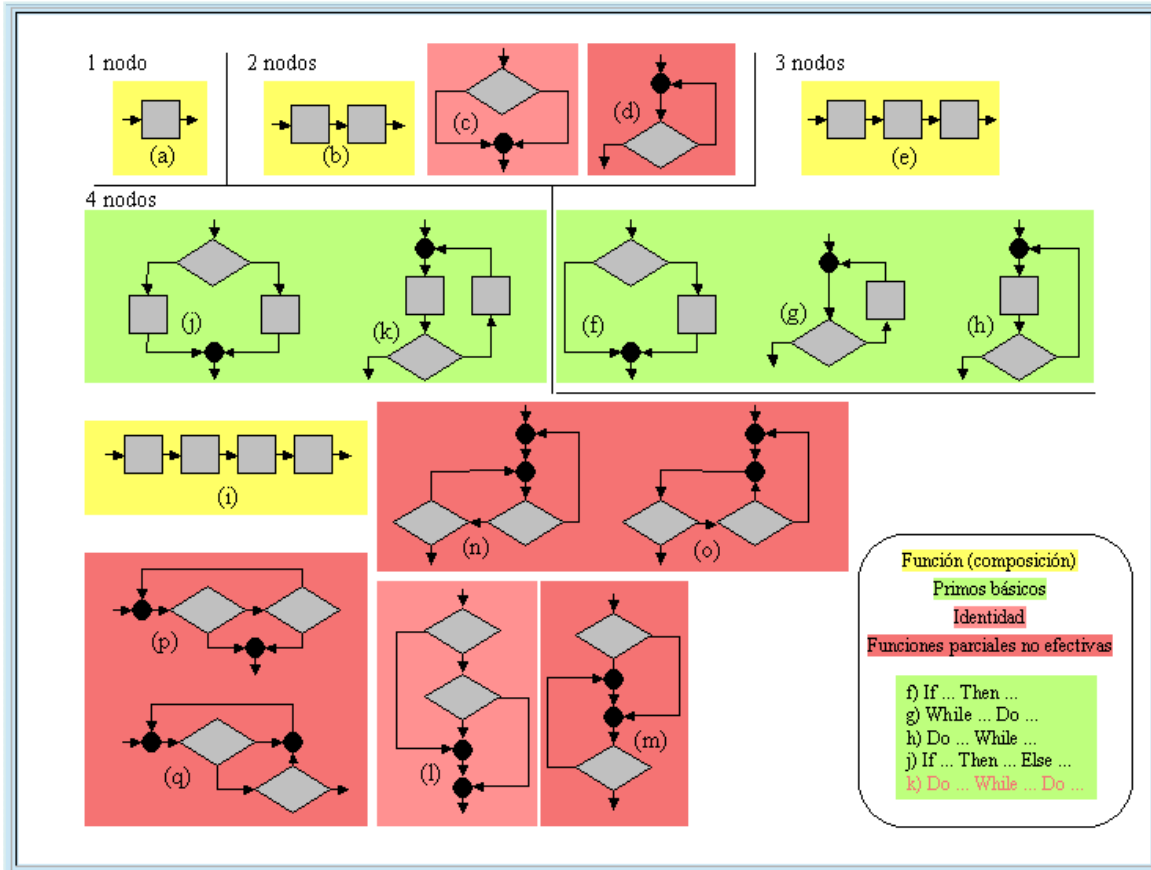 1 nodo
2 nodos
3 nodos
(a)
(b)
(c)
(d)
(e)
4 nodos
(j)
(k)
(f)
(g)
(h)
(i)
(n)
(o)
(p)
(q)
(l)
(m)
Función (composición)
Primos básicos
Identidad
Funciones parciales no efectivas
f) If ... Then ...
g) While ... Do ...
h) Do ... While ...
j) If ... Then ... Else ...
k) Do ... While ... Do ...